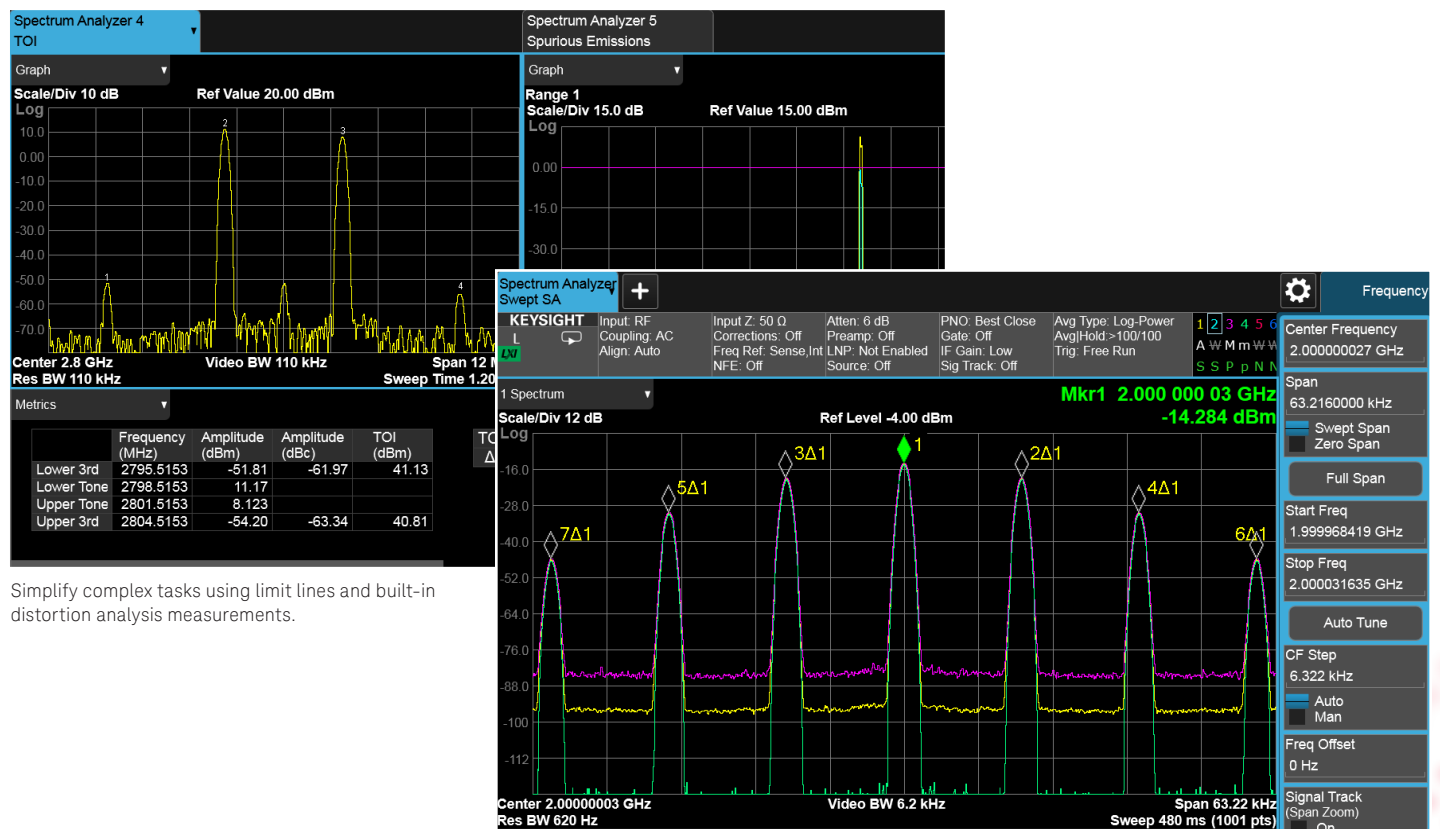 Spectrum Analyzer 4
TOI
Spectrum Analyzer 5
Spurious Emissions
Graph
Scale/Div 10 dB
Ref Value 20.00 dBm
Log
10.0
0.00
-10.0
-20.0
-30.0
-40.0
-50.0
-60.0
-70.0
1
2
3
4
Center 2.8 GHz
Video BW 110 kHz
Span 12
Res BW 110 kHz
Sweep Time 1.20
Graph
Range 1
Scale/Div 15.0 dB
Ref Value 15.00 dBm
Log
0.00
-15.0
-30.0
Metrics
Frequency (MHz) Amplitude (dBm) Amplitude (dBc) TOI (dBm)
Lower 3rd 2795.5153 -51.81 -61.97 41.13
Lower Tone 2798.5153 11.17
Upper Tone 2801.5153 8.123
Upper 3rd 2804.5153 -54.20 -63.34 40.81
Δ
Simplify complex tasks using limit lines and built-in
distortion analysis measurements.
Spectrum Analyzer
Swept SA
Frequency
KEYSIGHT
L
LXI
Input: RF
Coupling: AC
Align: Auto
Input Z: 50 Ω
Corrections: Off
Freq Ref: Sense,Int
NFE: Off
Atten: 6 dB
Preamp: Off
LNP: Not Enabled
Source: Off
PNO: Best Close
Gate: Off
IF Gain: Low
Sig Track: Off
Avg Type: Log-Power
Avg|Hold:>100/100
Trig: Free Run
1 2 3 4 5 6
A W M m W W
S S P p N N
1 Spectrum
Mkr1 2.000 000 03 GHz
-14.284 dBm
Scale/Div 12 dB
Ref Level -4.00 dBm
Log
-16.0
-28.0
-40.0
-52.0
-64.0
-76.0
-88.0
-100
-112
7Δ1
5Δ1
3Δ1
1
2Δ1
4Δ1
6Δ1
Center 2.00000003 GHz
Video BW 6.2 kHz
Span 63.22 kHz
Res BW 620 Hz
Sweep 480 ms (1001 pts)
Center Frequency
2.000000027 GHz
Span
63.2160000 kHz
Swept Span
Zero Span
Full Span
Start Freq
1.999968419 GHz
Stop Freq
2.000031635 GHz
Auto Tune
CF Step
6.322 kHz
Auto
Man
Freq Offset
0 Hz
Signal Track
(Span Zoom)
On